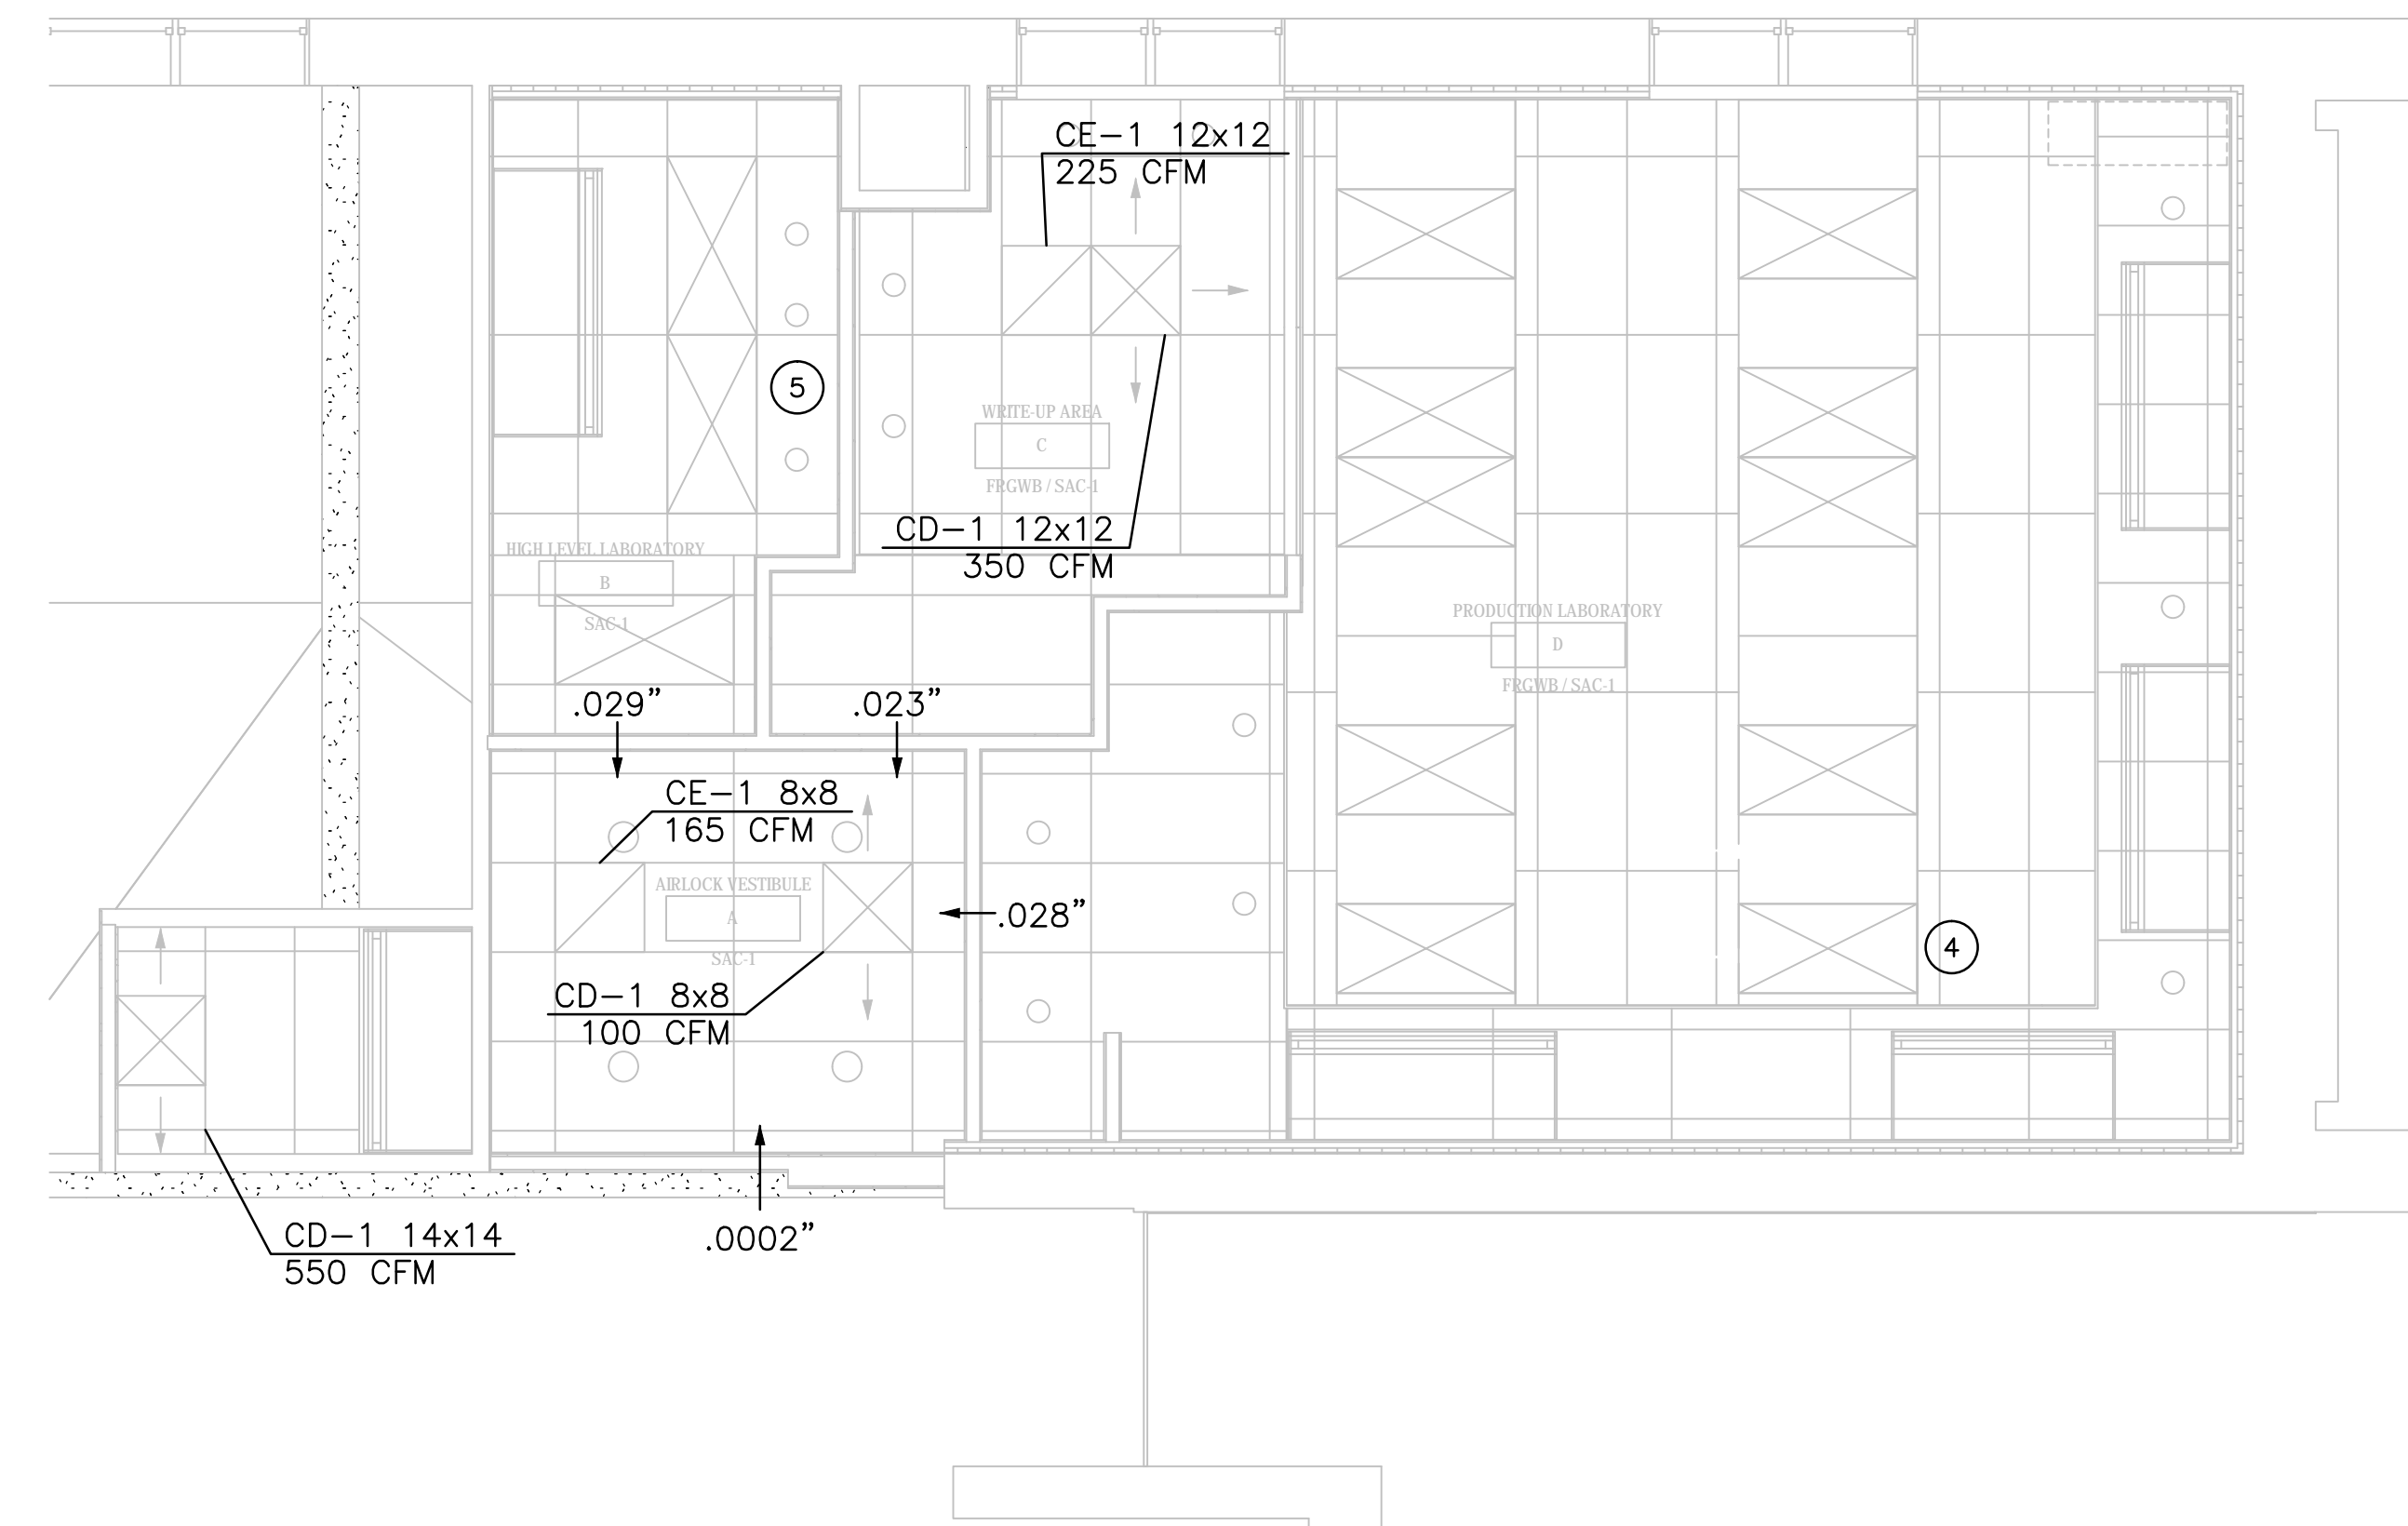 CE-1 12x12
225 CFM
5
WRITE-UP AREA
C
FRGWB / SAC-1
CD-1 12x12
350 CFM
HIGH LEVEL LABORATORY
B
SAC-1
PRODUCTION LABORATORY
D
FRGWB / SAC-1
.029"
.023"
CE-1 8x8
165 CFM
AIRLOCK VESTIBULE
A
SAC-1
.028"
4
CD-1 8x8
100 CFM
.0002"
CD-1 14x14
550 CFM